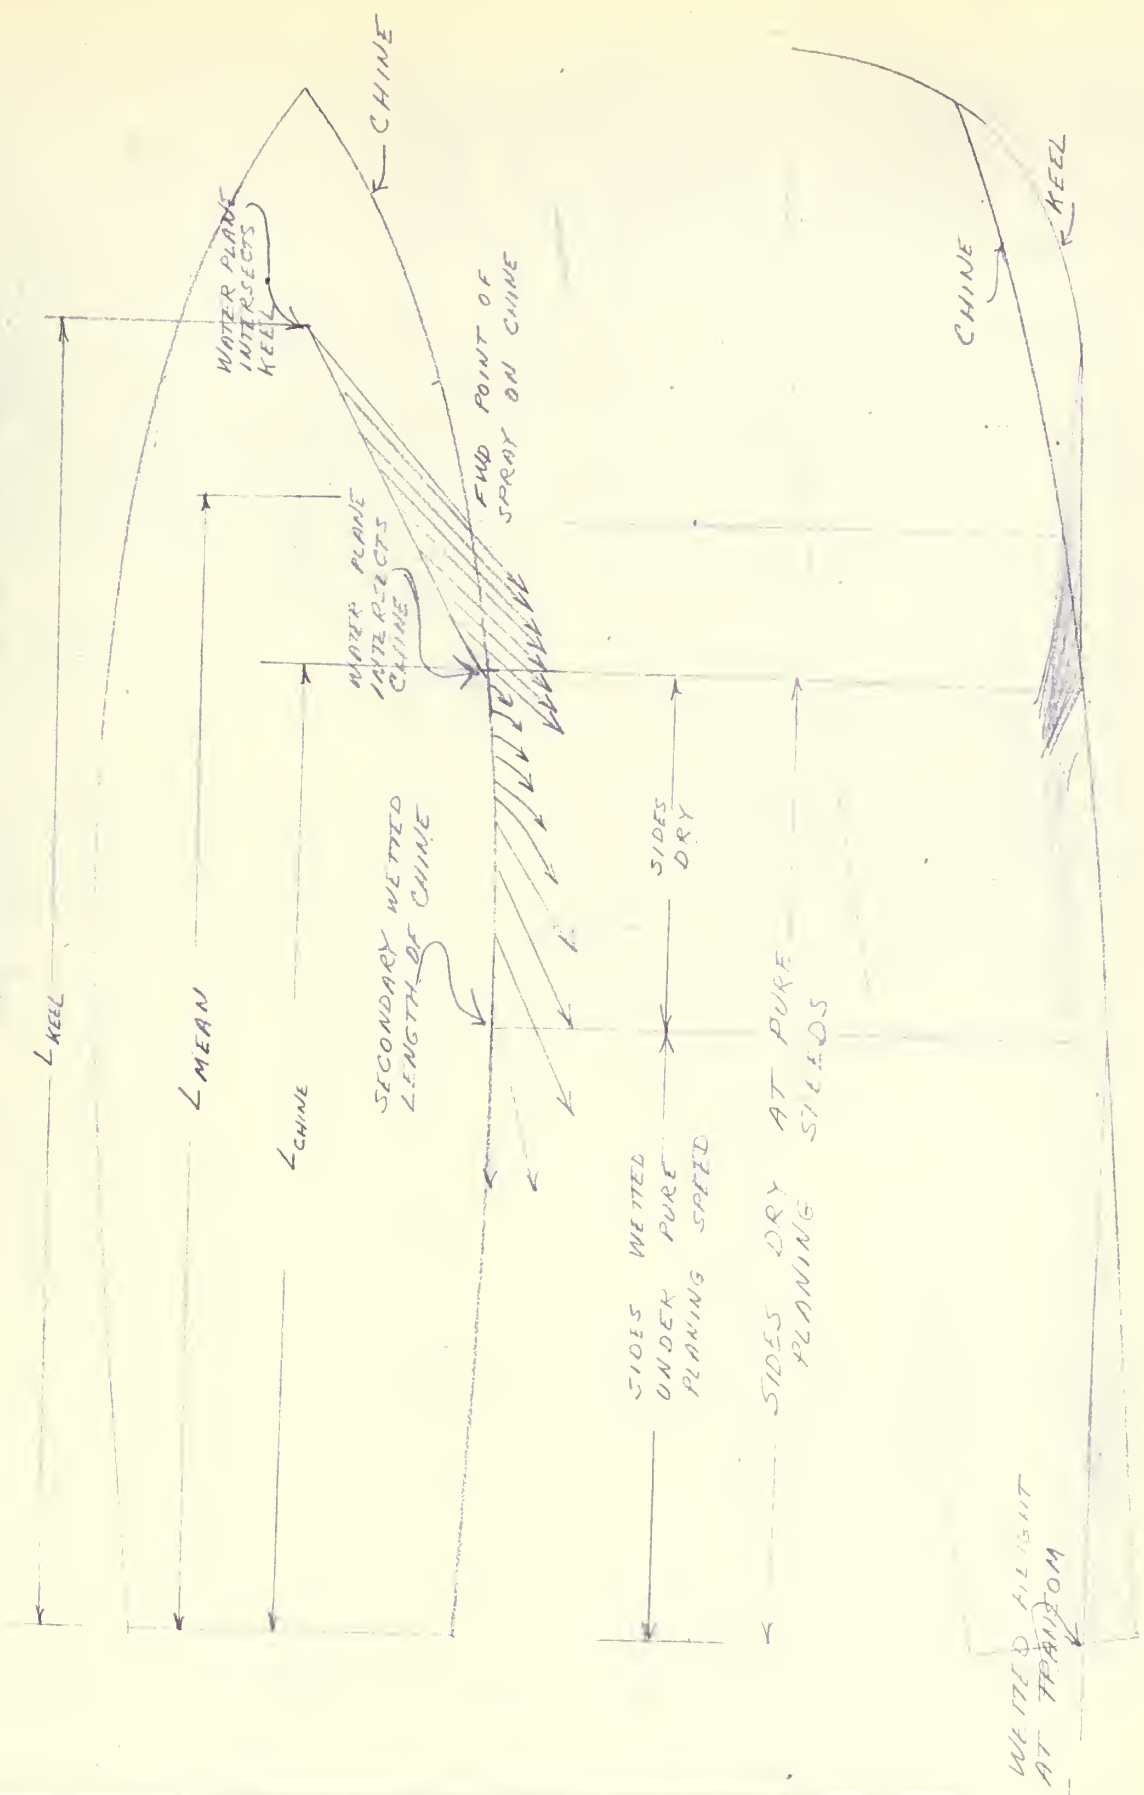 L KEEL
L MEAN
L CHINE
WATER PLANE
INTERSECTS
KEEL
CHINE
WATER PLANE
INTERSECTS
CHINE
FWD POINT OF
SPRAY ON CHINE
SECONDARY WETTED
LENGTH OF CHINE
SIDES
DRY
SIDES WETTED
UNDER PURE
PLANING SPEED
SIDES DRY AT PURE
PLANING SPEEDS
CHINE
KEEL
WETTED HEIGHT
AT TRANSOM